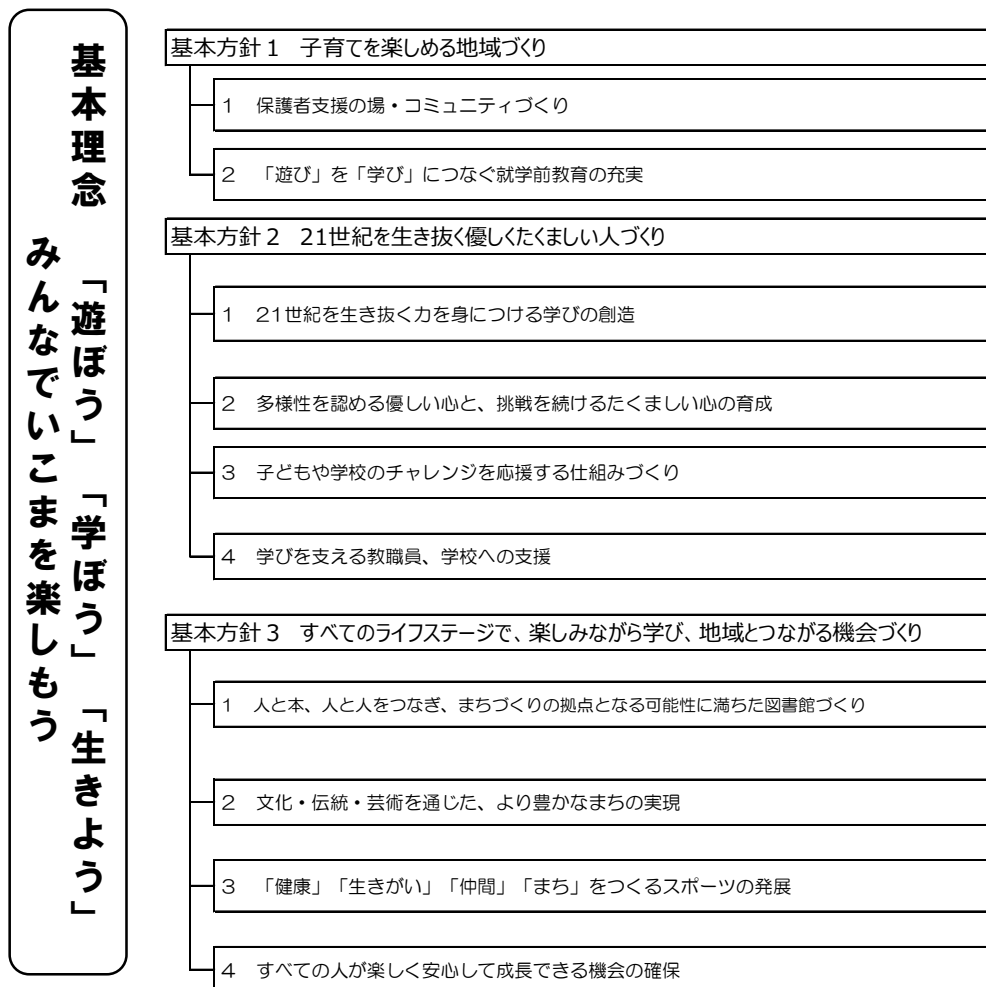 基本理念　「遊ぼう」「学ぼう」「生きよう」
みんなでいこまを楽しもう
基本方針１　子育てを楽しめる地域づくり
１　保護者支援の場・コミュニティづくり
２　「遊び」を「学び」につなぐ就学前教育の充実
基本方針２　21世紀を生き抜く優しくたくましい人づくり
１　21世紀を生き抜く力を身につける学びの創造
２　多様性を認める優しい心と、挑戦を続けるたくましい心の育成
３　子どもや学校のチャレンジを応援する仕組みづくり
４　学びを支える教職員、学校への支援
基本方針３　すべてのライフステージで、楽しみながら学び、地域とつながる機会づくり
１　人と本、人と人をつなぎ、まちづくりの拠点となる可能性に満ちた図書館づくり
２　文化・伝統・芸術を通じた、より豊かなまちの実現
３　「健康」「生きがい」「仲間」「まち」をつくるスポーツの発展
４　すべての人が楽しく安心して成長できる機会の確保